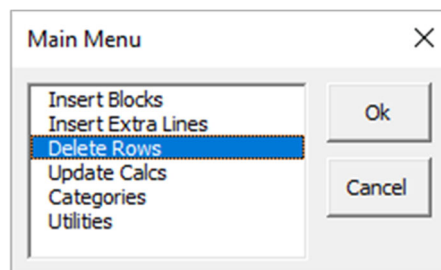 Main Menu
Insert Blocks
Insert Extra Lines
Delete Rows
Update Calcs
Categories
Utilities
Ok
Cancel